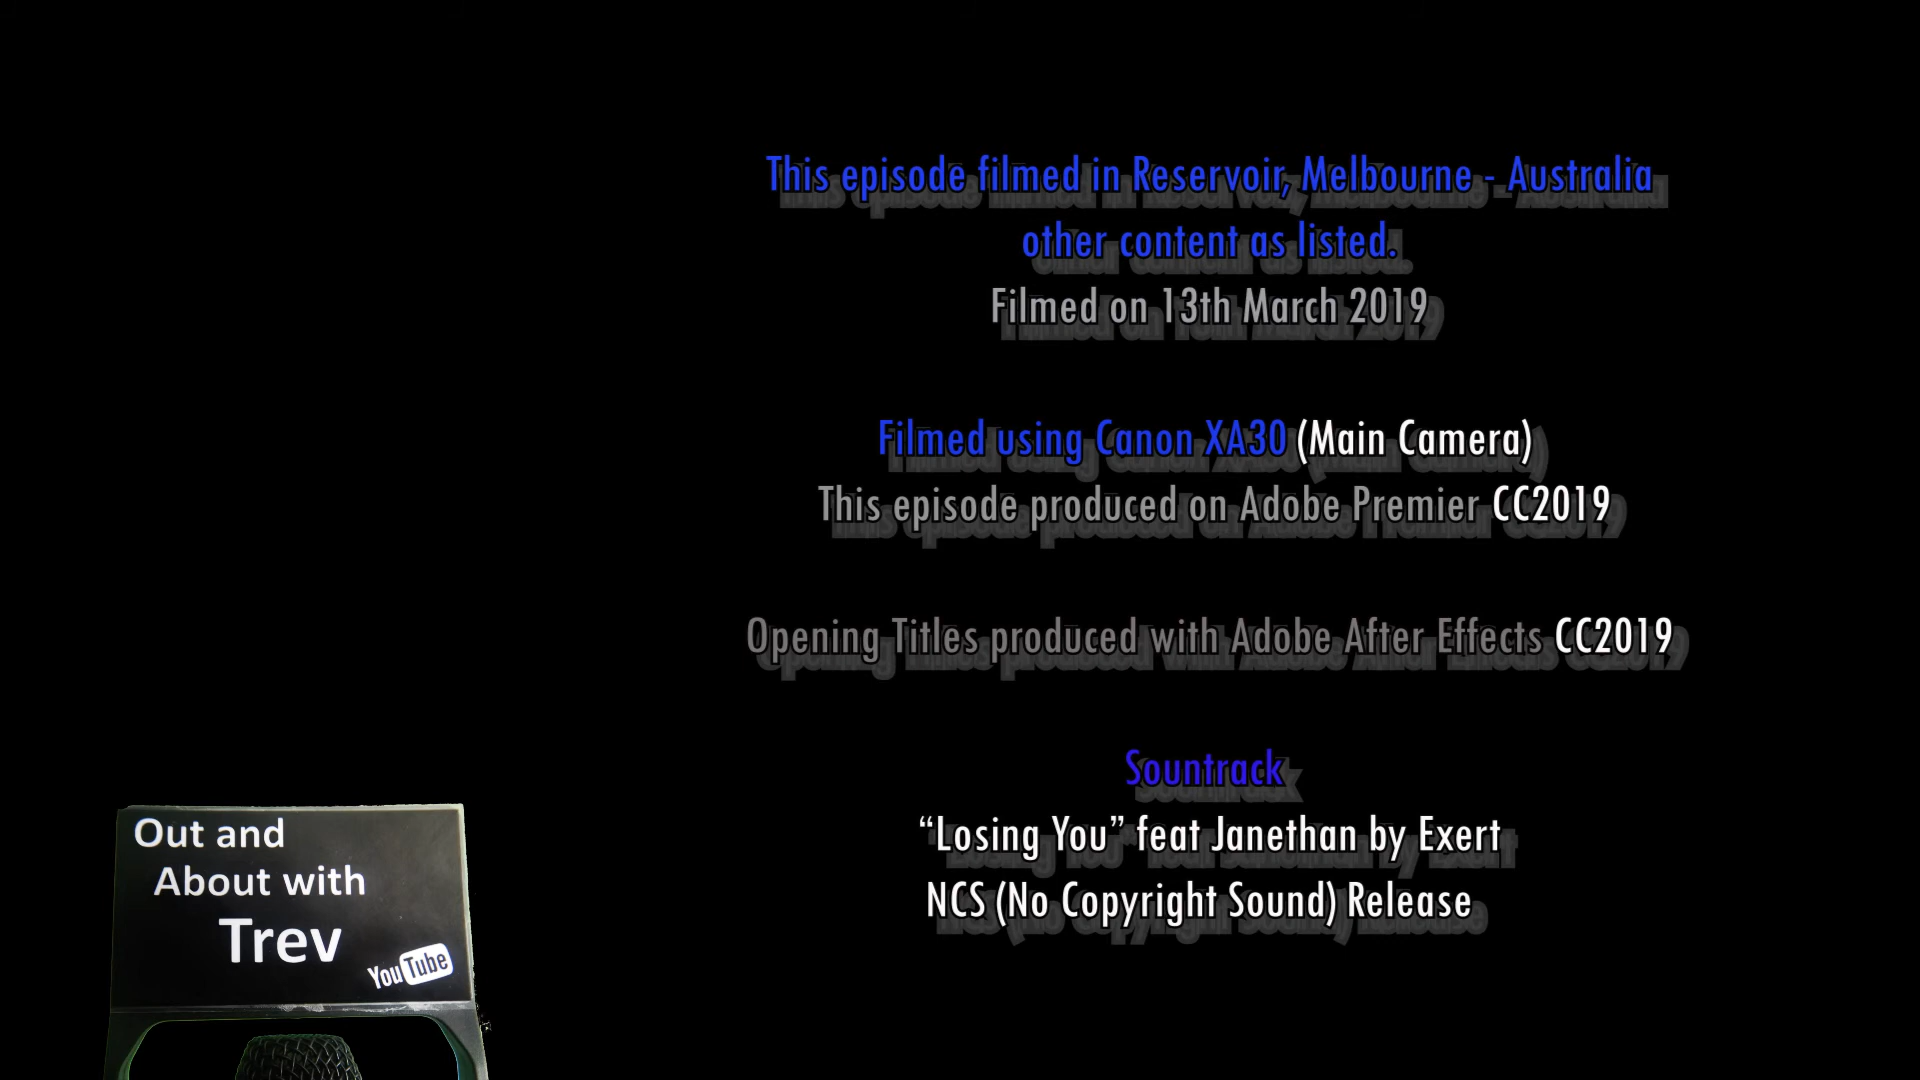 This episode filmed in Reservoir, Melbourne - Australia
other content as listed.
Filmed on 13th March 2019
Filmed using Canon XA30 (Main Camera)
This episode produced on Adobe Premier CC2019
Opening Titles produced with Adobe After Effects CC2019
Sountrack
“Losing You” feat Janethan by Exert
NCS (No Copyright Sound) Release
Out and
About with
Trev
YouTube